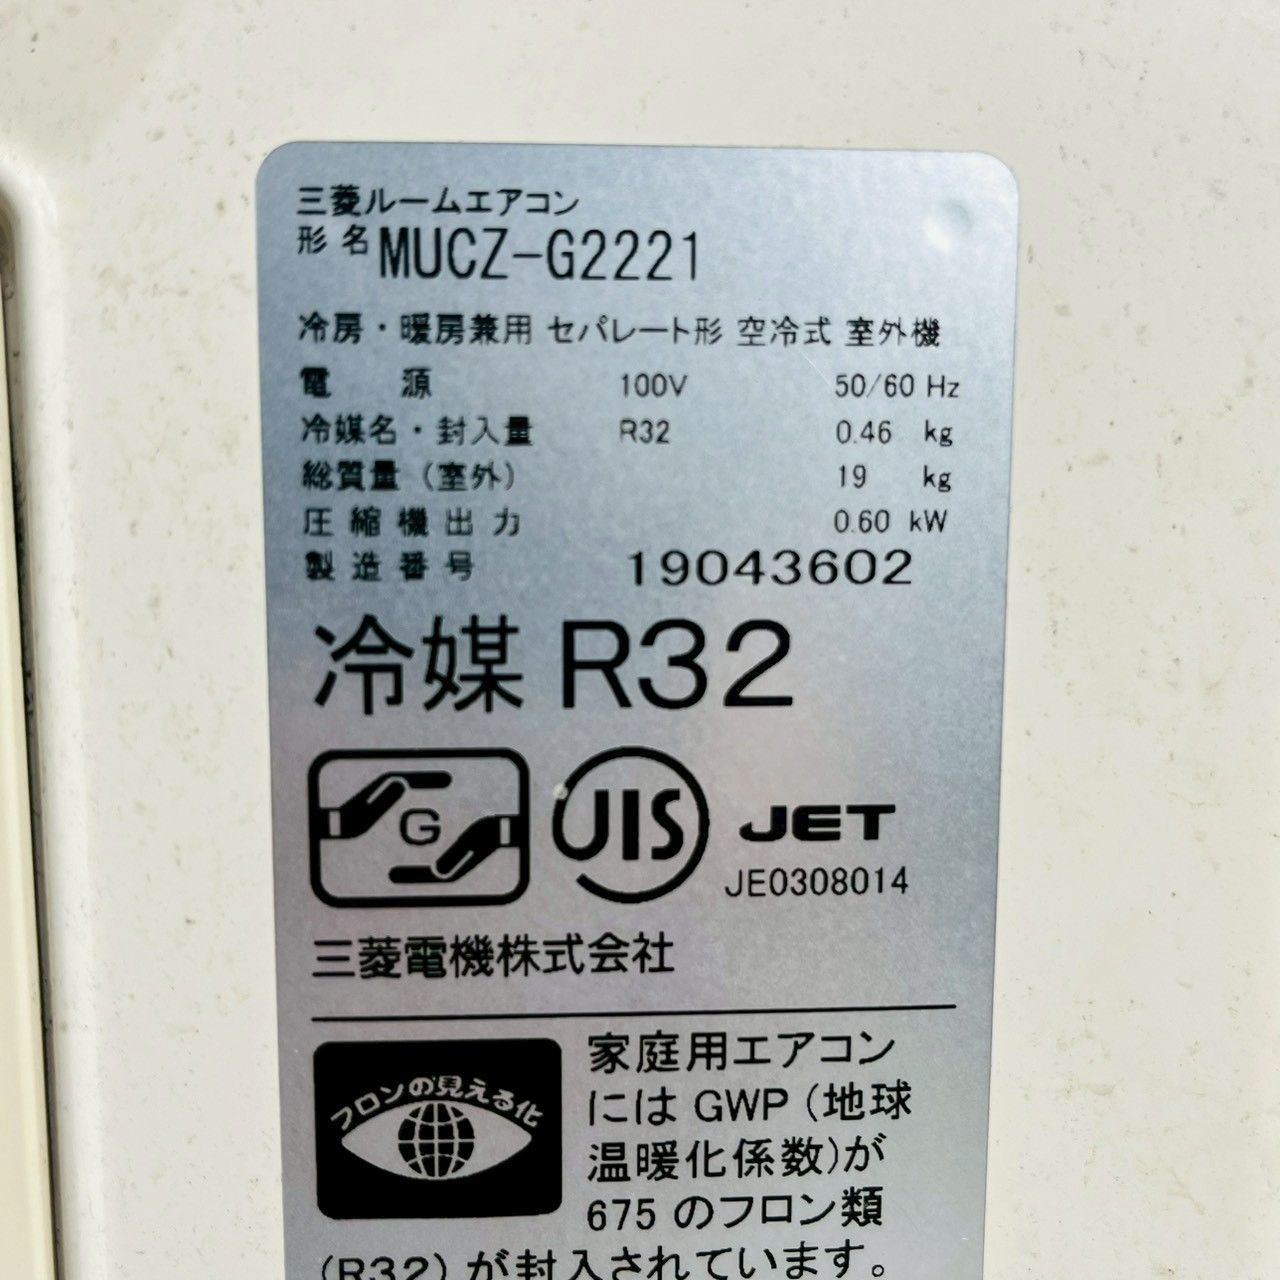 三菱ルームエアコン
形名 MUCZ-G2221
冷房・暖房兼用 セパレート形 空冷式 室外機
電源 100V 50/60 Hz
冷媒名・封入量 R32 0.46 kg
総質量（室外） 19 kg
圧縮機出力 0.60 kW
製造番号 19043602
冷媒 R32
G JIS JET
JE0308014
三菱電機株式会社
フロンの見える化
家庭用エアコン
には GWP（地球
温暖化係数)が
675 のフロン類
(R32) が封入されています。